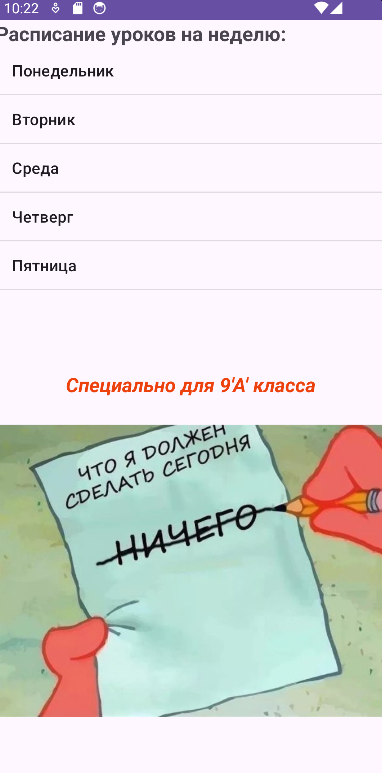 10:22
Расписание уроков на неделю:
Понедельник
Вторник
Среда
Четверг
Пятница
Специально для 9'А' класса
ЧТО Я ДОЛЖЕН
СДЕЛАТЬ СЕГОДНЯ
НИЧЕГО